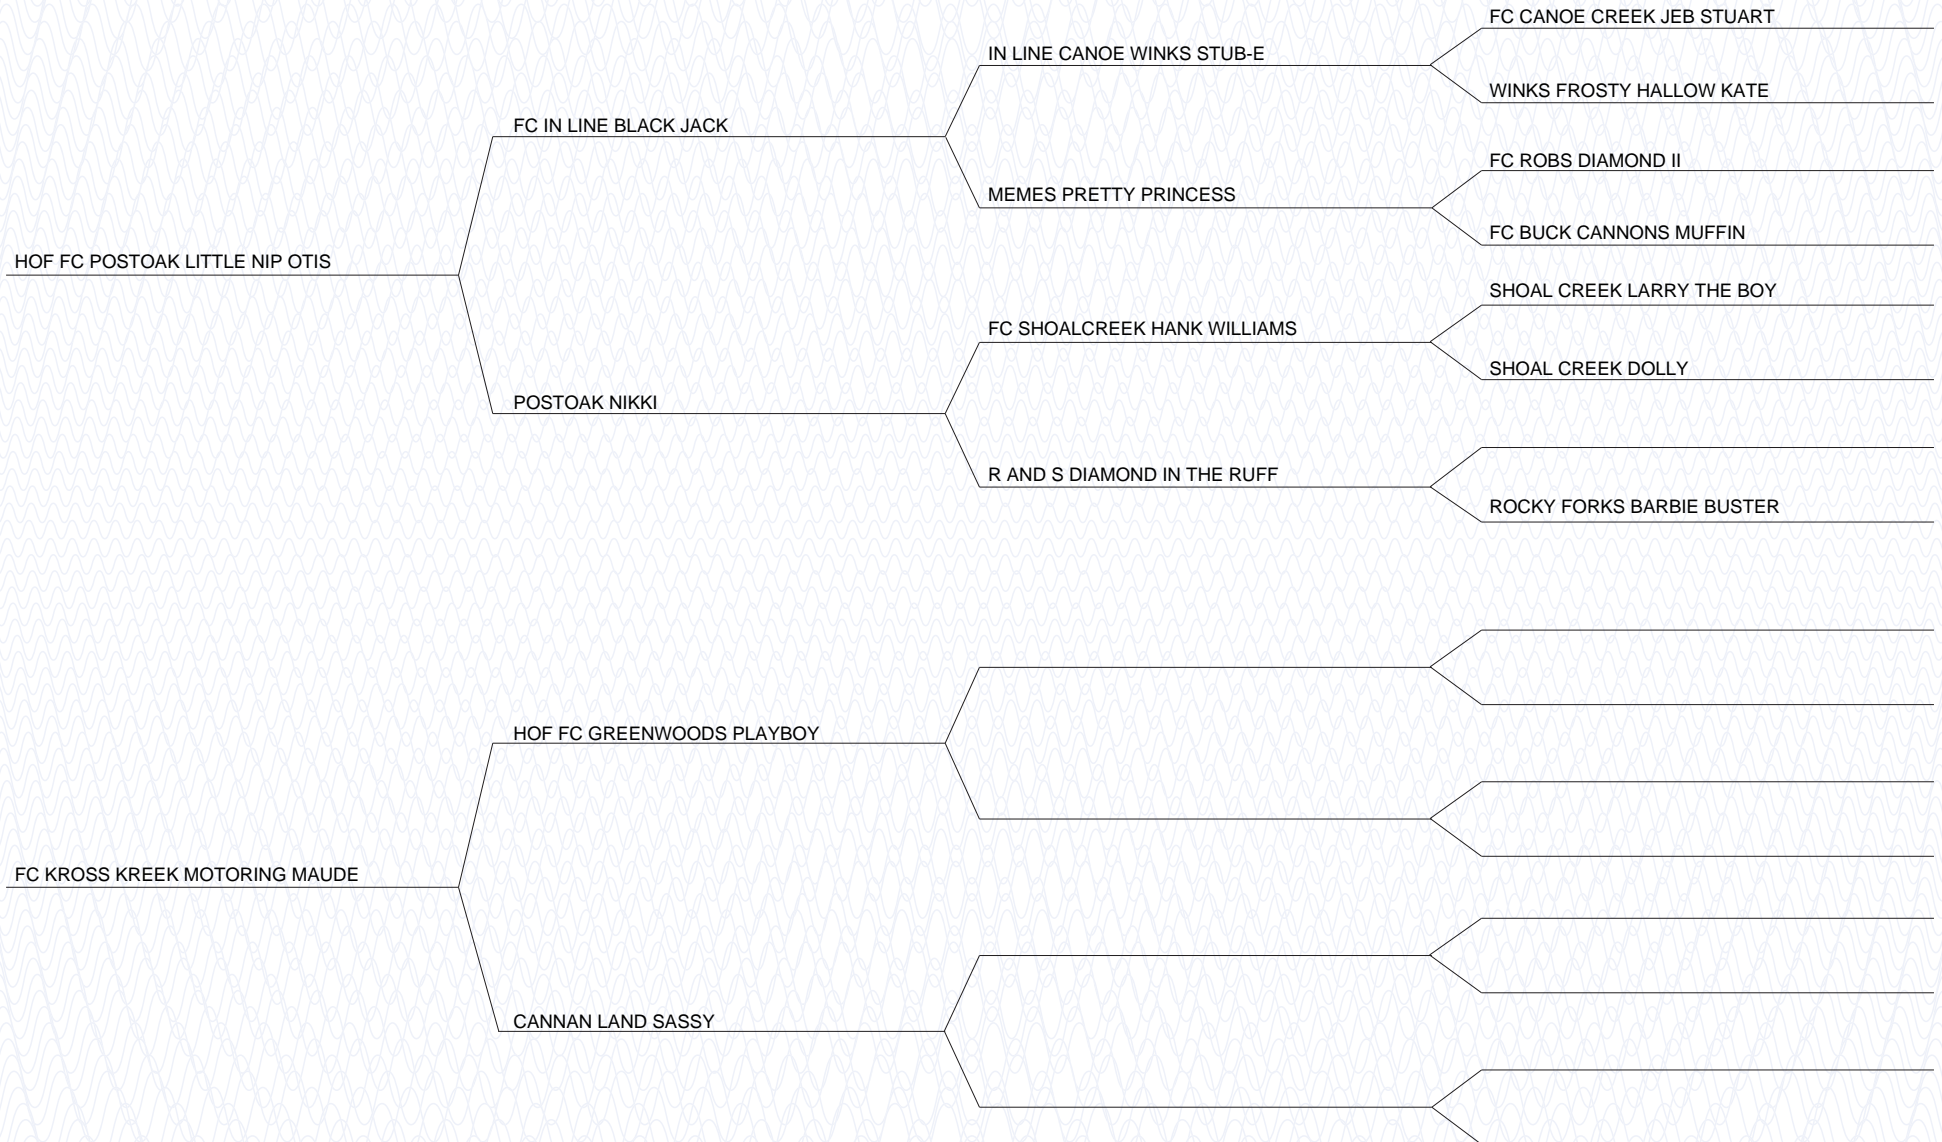 FC CANOE CREEK JEB STUART
IN LINE CANOE WINKS STUB-E
WINKS FROSTY HALLOW KATE
FC IN LINE BLACK JACK
FC ROBS DIAMOND II
MEMES PRETTY PRINCESS
FC BUCK CANNONS MUFFIN
HOF FC POSTOAK LITTLE NIP OTIS
SHOAL CREEK LARRY THE BOY
FC SHOALCREEK HANK WILLIAMS
SHOAL CREEK DOLLY
POSTOAK NIKKI
R AND S DIAMOND IN THE RUFF
ROCKY FORKS BARBIE BUSTER
HOF FC GREENWOODS PLAYBOY
FC KROSS KREEK MOTORING MAUDE
CANNAN LAND SASSY